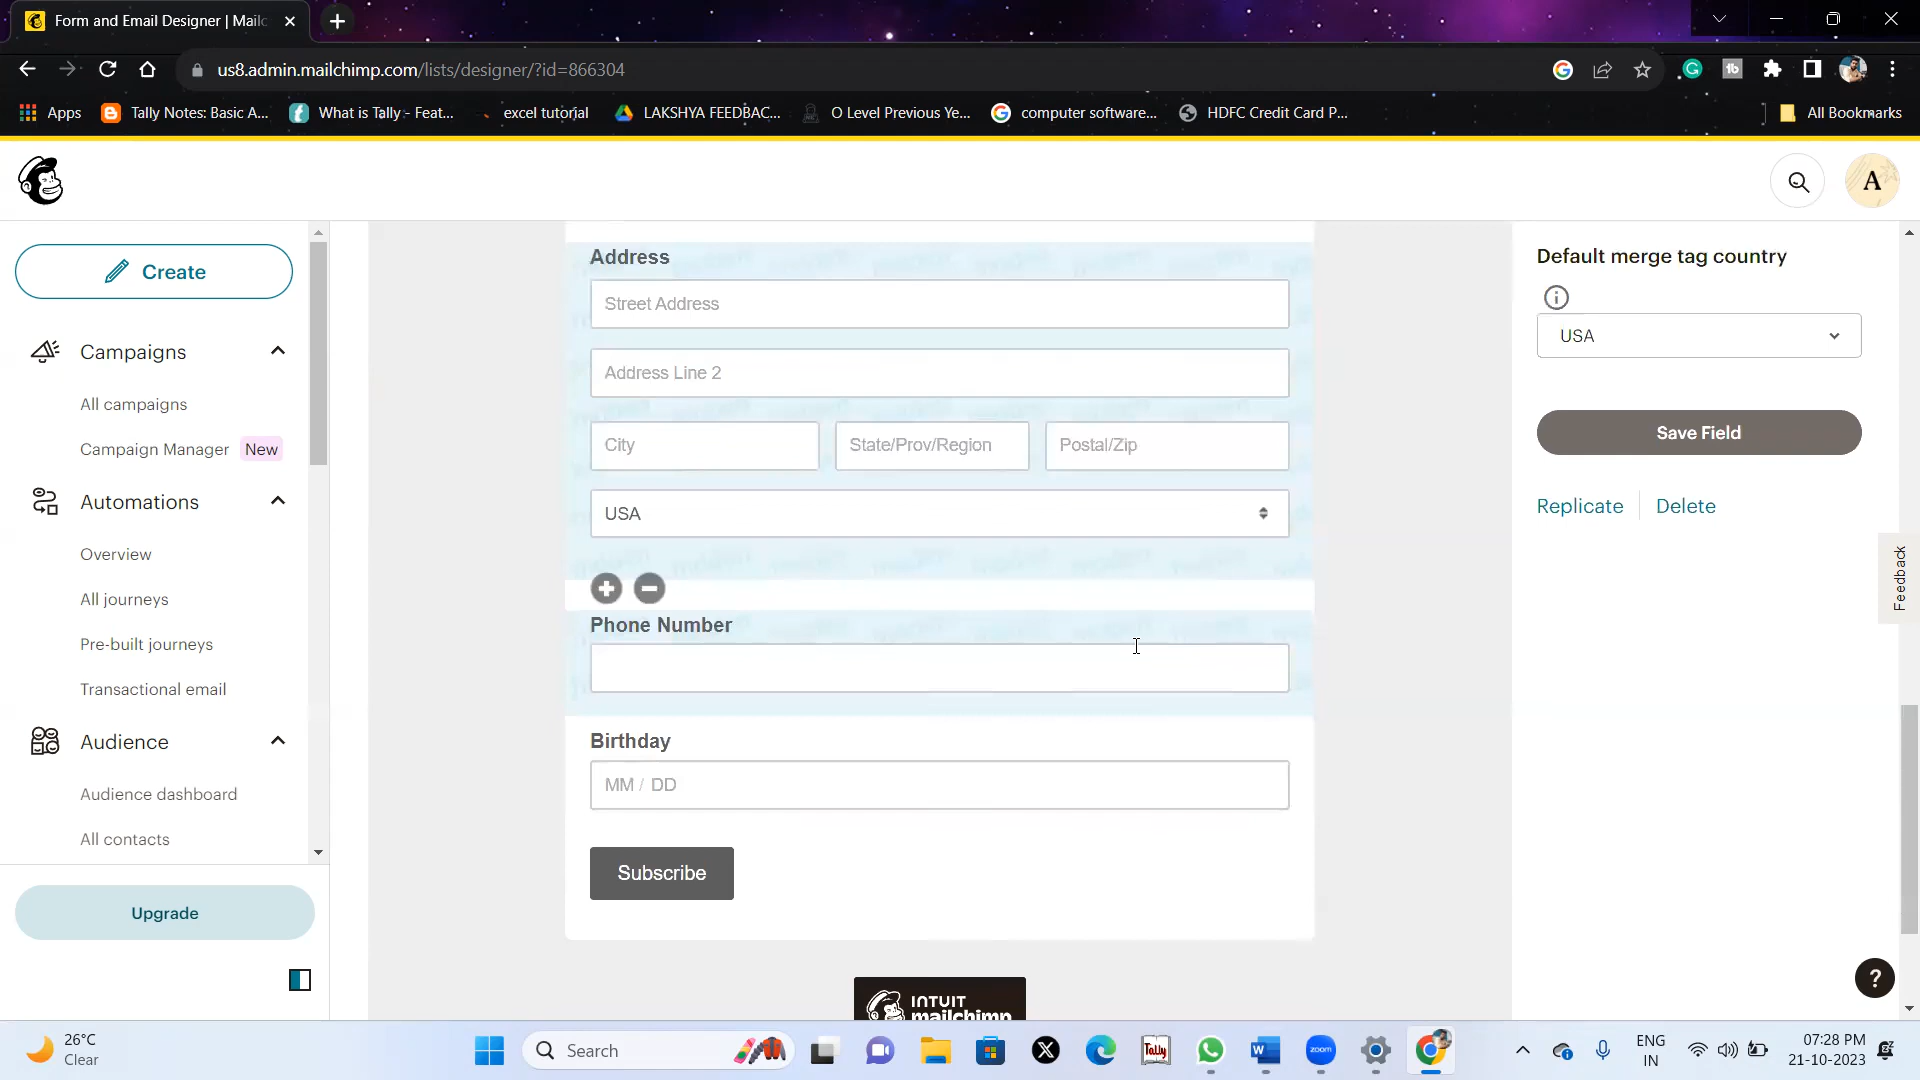 Form and Email Designer | Mailc
us8.admin.mailchimp.com/lists/designer/?id=866304
Apps
Tally Notes: Basic A...
What is Tally - Feat...
excel tutorial
LAKSHYA FEEDBAC...
O Level Previous Ye...
computer software...
HDFC Credit Card P...
All Bookmarks
A
Create
Campaigns
All campaigns
Campaign Manager New
Automations
Overview
All journeys
Pre-built journeys
Transactional email
Audience
Audience dashboard
All contacts
Upgrade
Address
Street Address
Address Line 2
City
State/Prov/Region
Postal/Zip
USA
Phone Number
Birthday
MM / DD
Subscribe
INTUIT
mailchimp
Default merge tag country
USA
Save Field
Replicate
Delete
Feedback
?
26°C
Clear
Search
Tally
zoom
ENG
IN
07:28 PM
21-10-2023